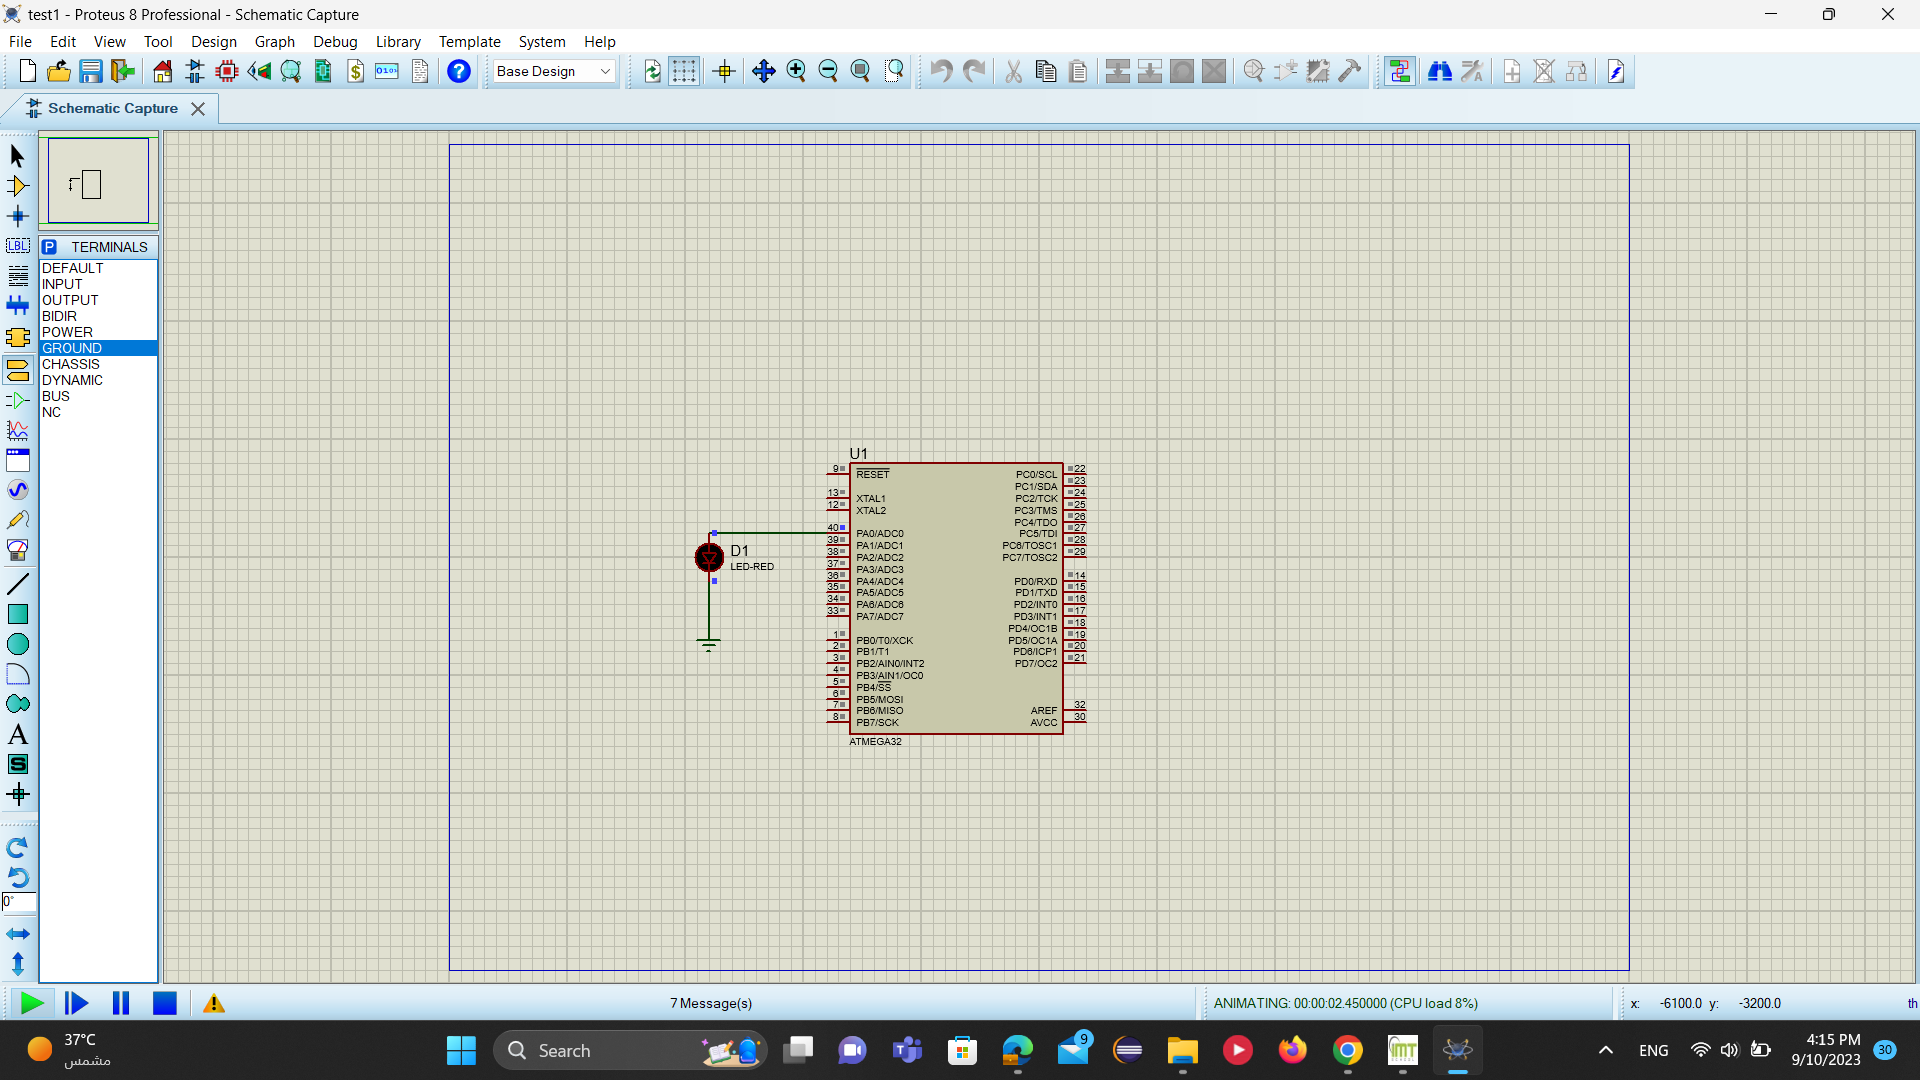 test1 - Proteus 8 Professional - Schematic Capture
File Edit View Tool Design Graph Debug Library Template System Help
Base Design
Schematic Capture
P TERMINALS
DEFAULT
INPUT
OUTPUT
BIDIR
POWER
GROUND
CHASSIS
DYNAMIC
BUS
NC
LBL
A
S
0°
U1
9 RESET
13 XTAL1
12 XTAL2
40 PA0/ADC0
39 PA1/ADC1
38 PA2/ADC2
37 PA3/ADC3
36 PA4/ADC4
35 PA5/ADC5
34 PA6/ADC6
33 PA7/ADC7
1 PB0/T0/XCK
2 PB1/T1
3 PB2/AIN0/INT2
4 PB3/AIN1/OC0
5 PB4/SS
6 PB5/MOSI
7 PB6/MISO
8 PB7/SCK
PC0/SCL 22
PC1/SDA 23
PC2/TCK 24
PC3/TMS 25
PC4/TDO 26
PC5/TDI 27
PC6/TOSC1 28
PC7/TOSC2 29
PD0/RXD 14
PD1/TXD 15
PD2/INT0 16
PD3/INT1 17
PD4/OC1B 18
PD5/OC1A 19
PD6/ICP1 20
PD7/OC2 21
AREF 32
AVCC 30
ATMEGA32
D1
LED-RED
7 Message(s)
ANIMATING: 00:00:02.450000 (CPU load 8%)
x: -6100.0 y: -3200.0 th
37°C
مشمس
Search
9
IMT
ENG
4:15 PM
9/10/2023
30